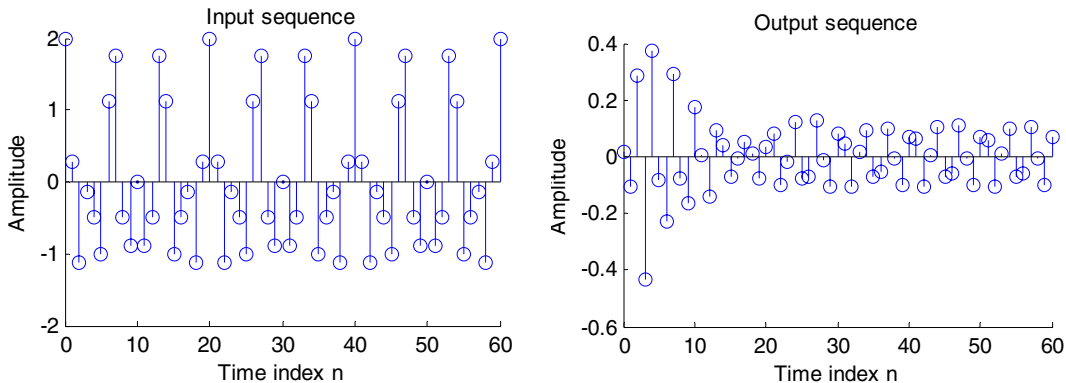 Input sequence
2
1
0
-1
-2
Amplitude
0 10 20 30 40 50 60
Time index n
Output sequence
0.4
0.2
0
-0.2
-0.4
-0.6
Amplitude
0 10 20 30 40 50 60
Time index n